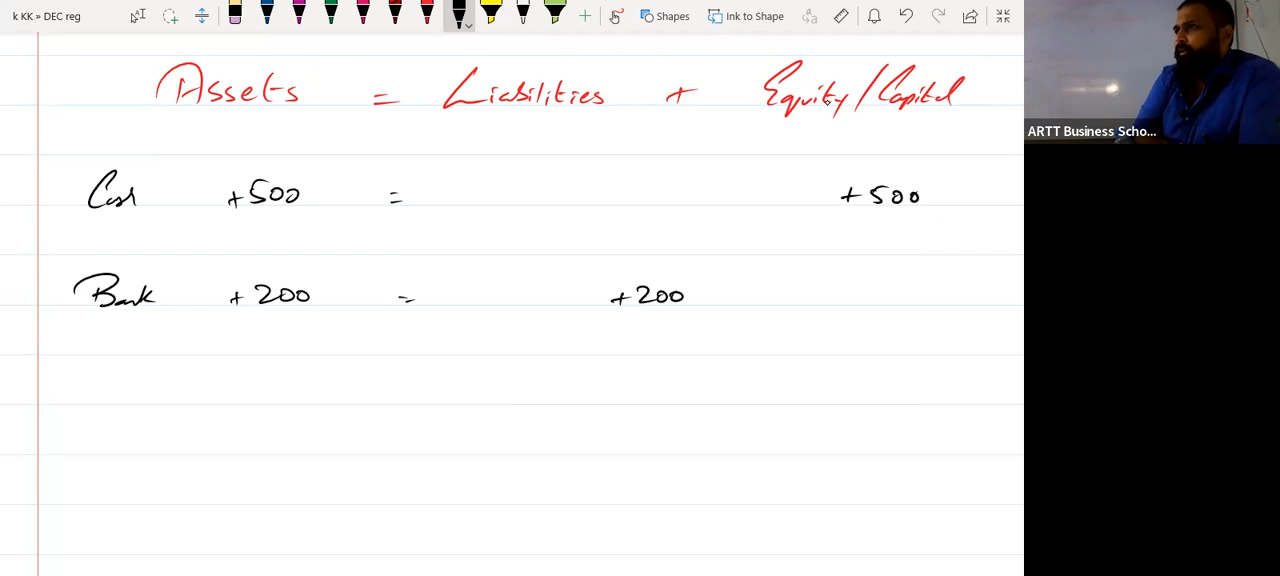 k KK » DEC reg
Shapes
Ink to Shape
Assets = Liabilities + Equity/Capital
ARTT Business Scho...
Cash +500 = +500
Bank +200 = +200